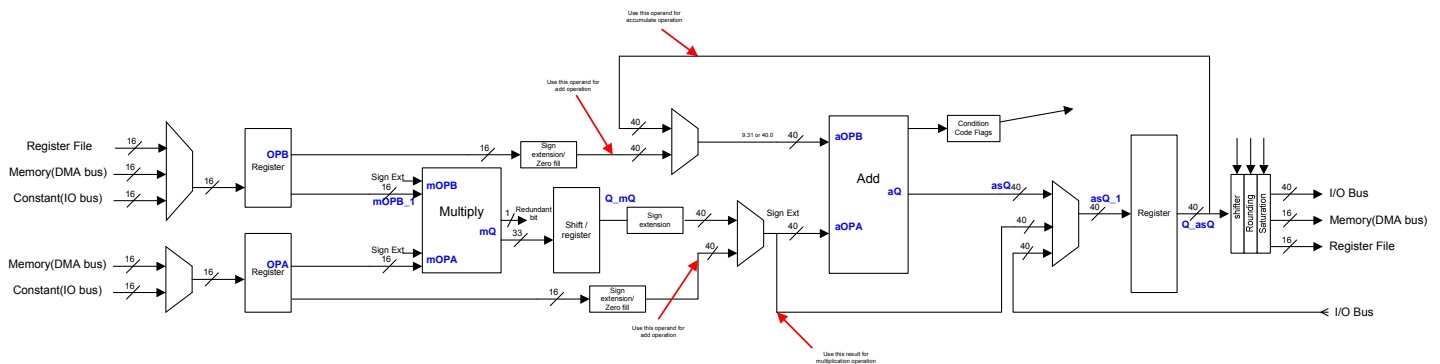 Use this operand for
accumulate operation
Use this operand for
add operation
40
40
9.31 or 40.0
40
aOPB
Condition
Code Flags
Register File
16
Memory(DMA bus)
16
Constant(IO bus)
16
16
OPB
Register
16
Sign
extension/
Zero fill
40
Sign Ext
16
mOPB_1
mOPB
Multiply
mQ
1
Redundant
bit
33
Sign Ext
16
mOPA
Q_mQ
Shift /
register
Sign
extension
40
40
Sign Ext
40
aOPA
Add
aQ
asQ
40
40
40
asQ_1
40
Register
40
Q_asQ
shifter
Rounding
Saturation
40
I/O Bus
16
Memory(DMA bus)
16
Register File
Memory(DMA bus)
16
Constant(IO bus)
16
16
OPA
Register
16
Sign
extension/
Zero fill
I/O Bus
Use this operand for
add operation
Use this result for
multiplication operation